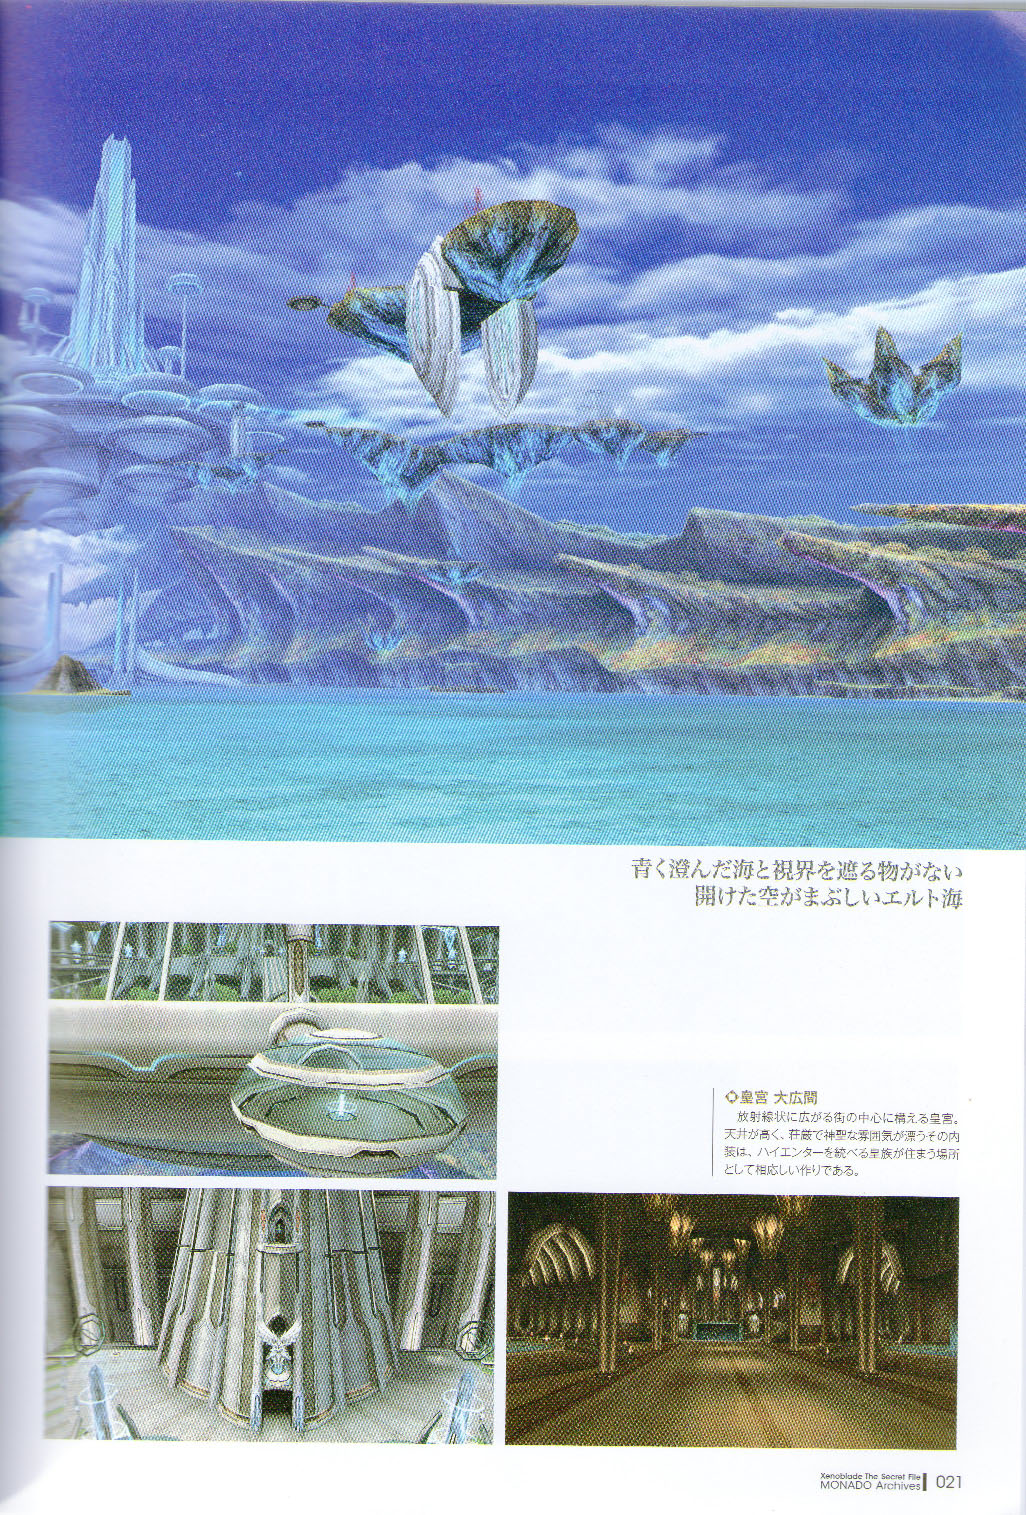 青く澄んだ海と視界を遮る物がない
開けた空がまぶしいエルト海
◇皇宮 大広間
放射線状に広がる街の中心に構える皇宮。
天井が高く、荘厳で神聖な雰囲気が漂うその内
装は、ハイエンターを統べる皇族が住まう場所
として相応しい作りである。
Xenoblade The Secret File
MONADO Archives
021